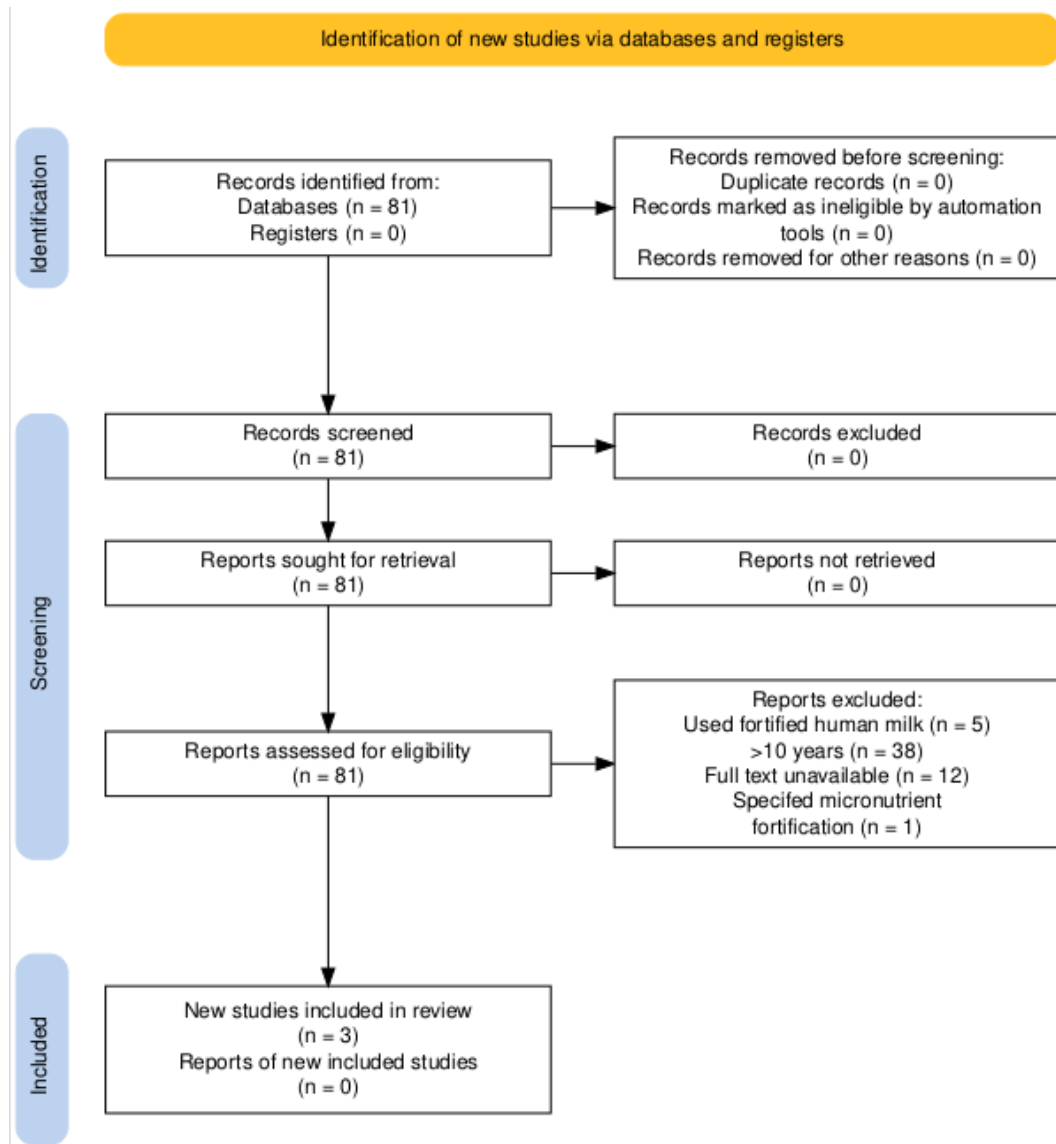 Identification of new studies via databases and registers
Identification
Records identified from:
Databases (n = 81)
Registers (n = 0)
Records removed before screening:
Duplicate records (n = 0)
Records marked as ineligible by automation
tools (n = 0)
Records removed for other reasons (n = 0)
Screening
Records screened
(n = 81)
Records excluded
(n = 0)
Reports sought for retrieval
(n = 81)
Reports not retrieved
(n = 0)
Reports assessed for eligibility
(n = 81)
Reports excluded:
Used fortified human milk (n = 5)
>10 years (n = 38)
Full text unavailable (n = 12)
Specifed micronutrient
fortification (n = 1)
Included
New studies included in review
(n = 3)
Reports of new included studies
(n = 0)